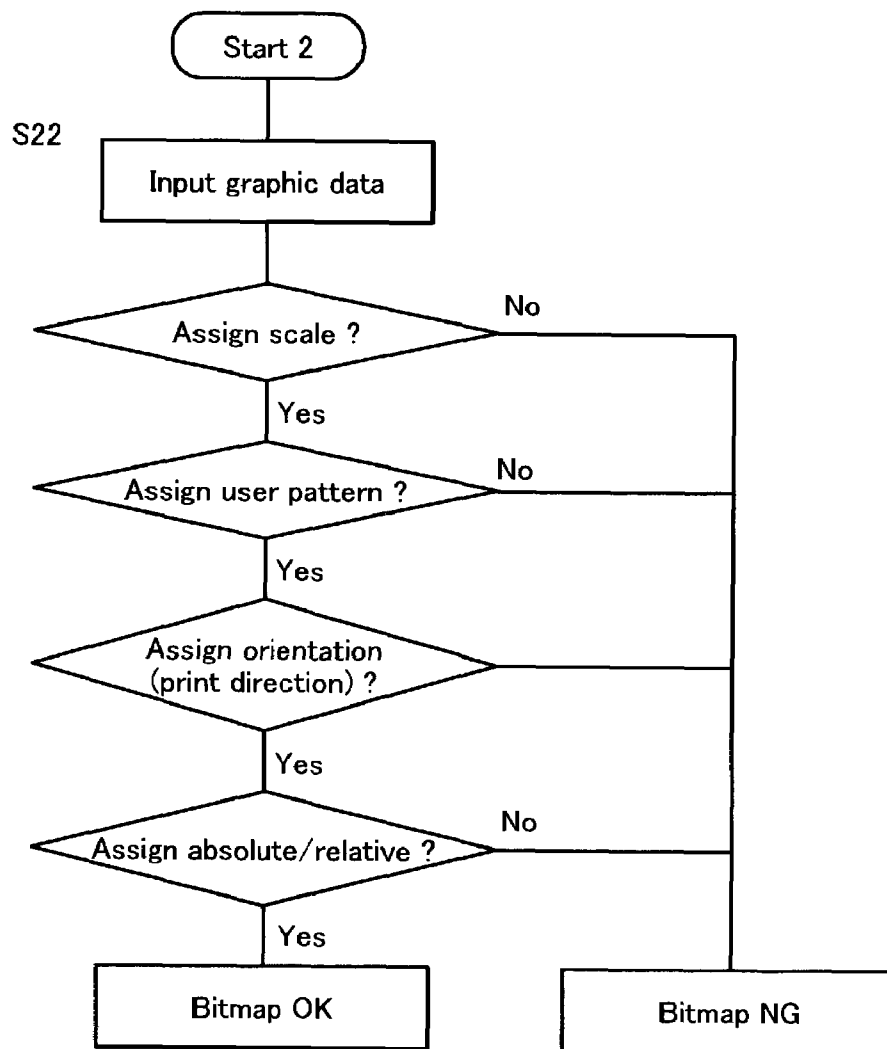 Start 2
S22
Input graphic data
Assign scale ?
No
Yes
Assign user pattern ?
No
Yes
Assign orientation
(print direction) ?
Yes
Assign absolute/relative ?
No
Yes
Bitmap OK
Bitmap NG